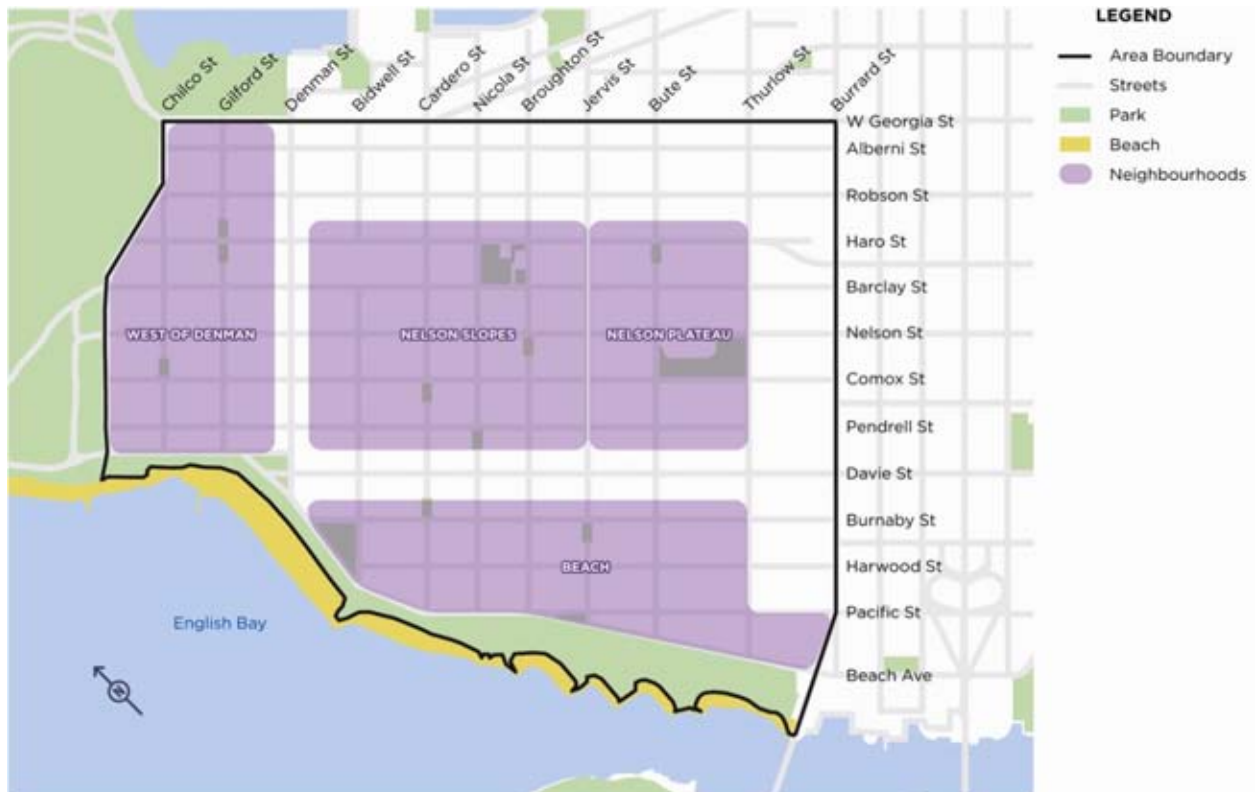 LEGEND
Area Boundary
Streets
Park
Beach
Neighbourhoods
Chilco St
Gilford St
Denman St
Bidwell St
Cardero St
Nicola St
Broughton St
Jervis St
Bute St
Thurlow St
Burrard St
W Georgia St
Alberni St
Robson St
Haro St
Barclay St
Nelson St
WEST OF DENMAN
NELSON SLOPES
NELSON PLATEAU
Comox St
Pendrell St
Davie St
Burnaby St
Harwood St
BEACH
Pacific St
English Bay
Beach Ave
N